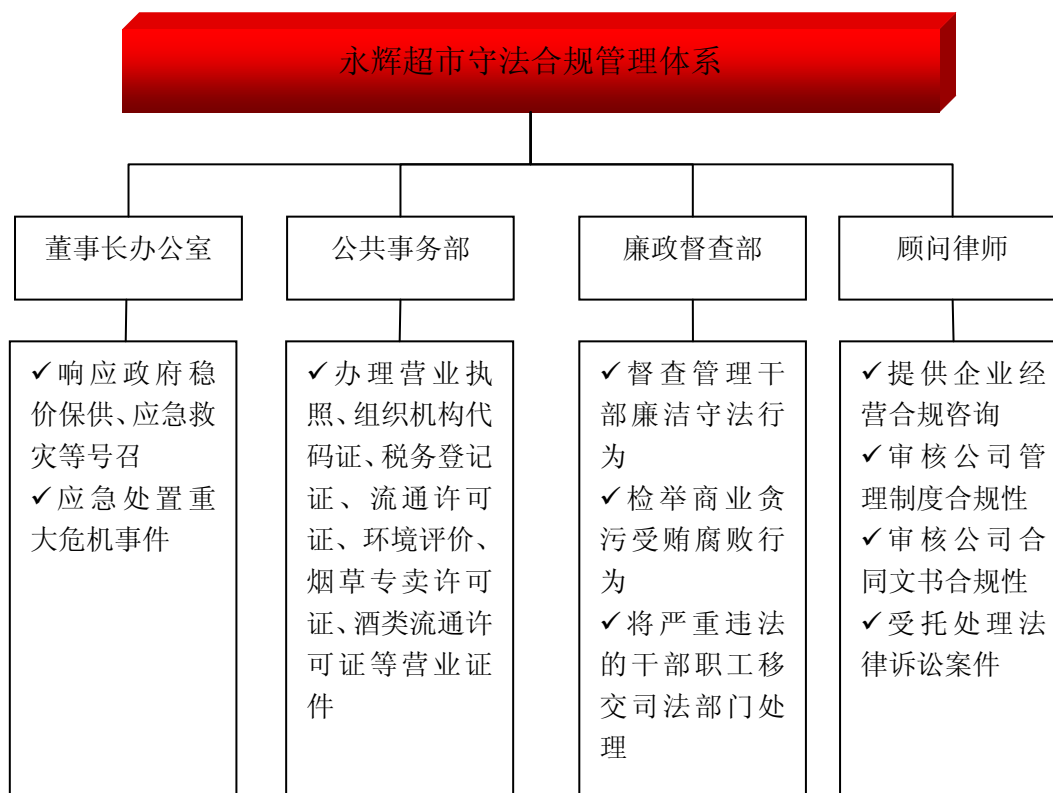 永辉超市守法合规管理体系
董事长办公室
公共事务部
廉政督查部
顾问律师
✓响应政府稳
价保供、应急救
灾等号召
✓应急处置重
大危机事件
✓办理营业执
照、组织机构代
码证、税务登记
证、流通许可
证、环境评价、
烟草专卖许可
证、酒类流通许
可证等营业证
件
✓督查管理干
部廉洁守法行
为
✓检举商业贪
污受贿腐败行
为
✓将严重违法
的干部职工移
交司法部门处
理
✓提供企业经
营合规咨询
✓审核公司管
理制度合规性
✓审核公司合
同文书合规性
✓受托处理法
律诉讼案件